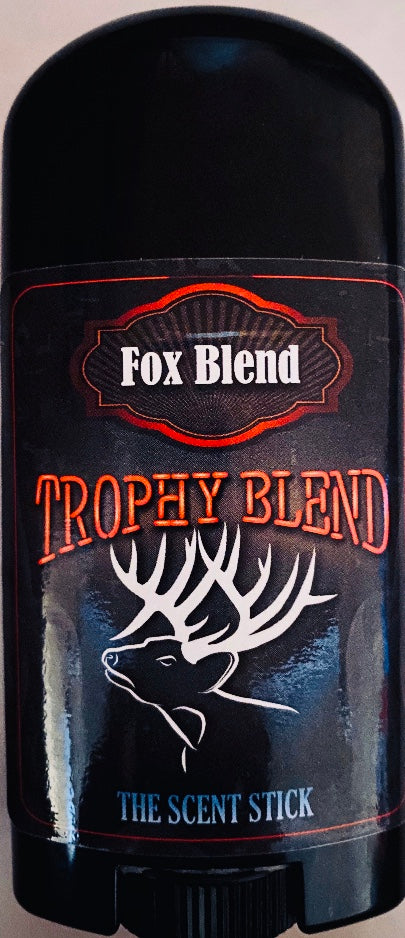 Fox Blend
TROPHY BLEND
THE SCENT STICK